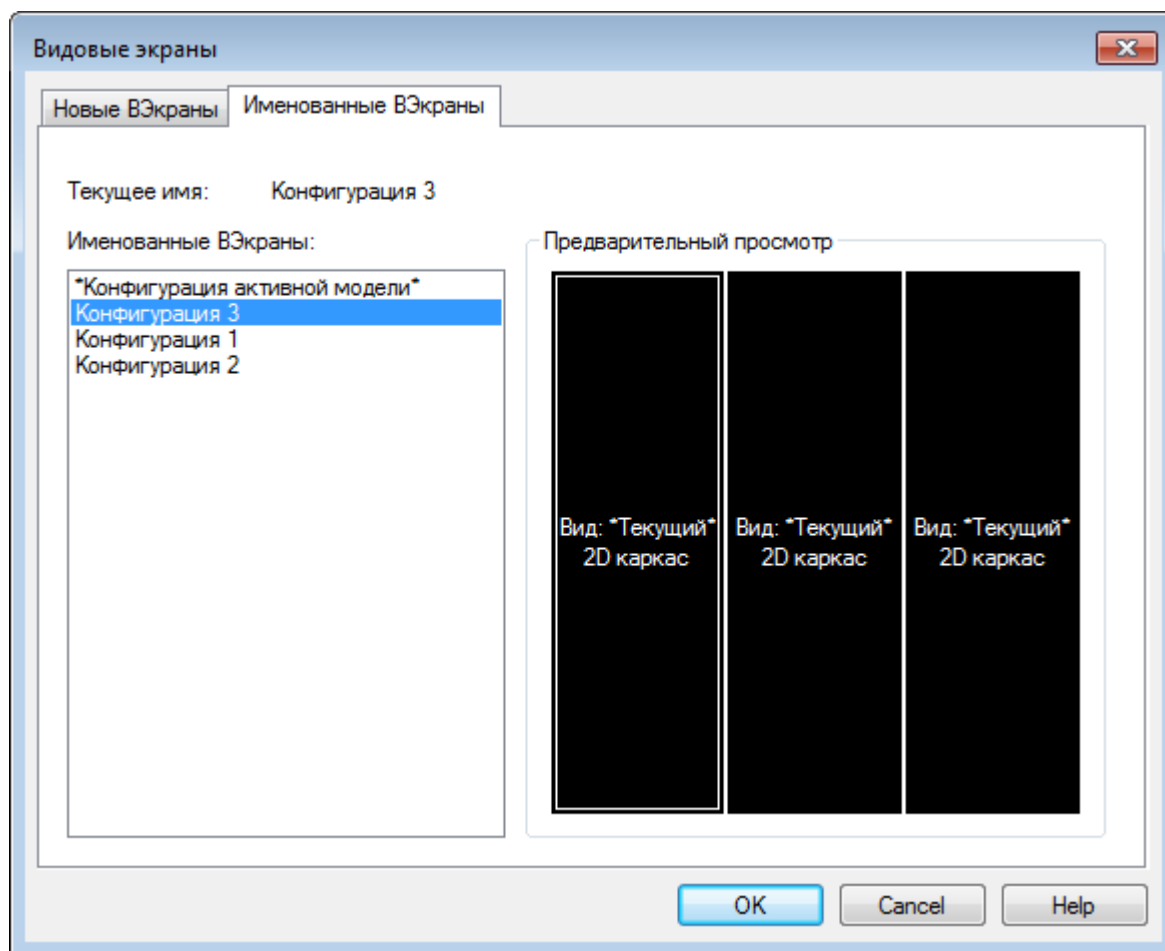 Видовые экраны
Новые ВЭкраны
Именованные ВЭкраны
Текущее имя: Конфигурация 3
Именованные ВЭкраны:
*Конфигурация активной модели*
Конфигурация 3
Конфигурация 1
Конфигурация 2
Предварительный просмотр
Вид: *Текущий*
2D каркас
Вид: *Текущий*
2D каркас
Вид: *Текущий*
2D каркас
OK
Cancel
Help